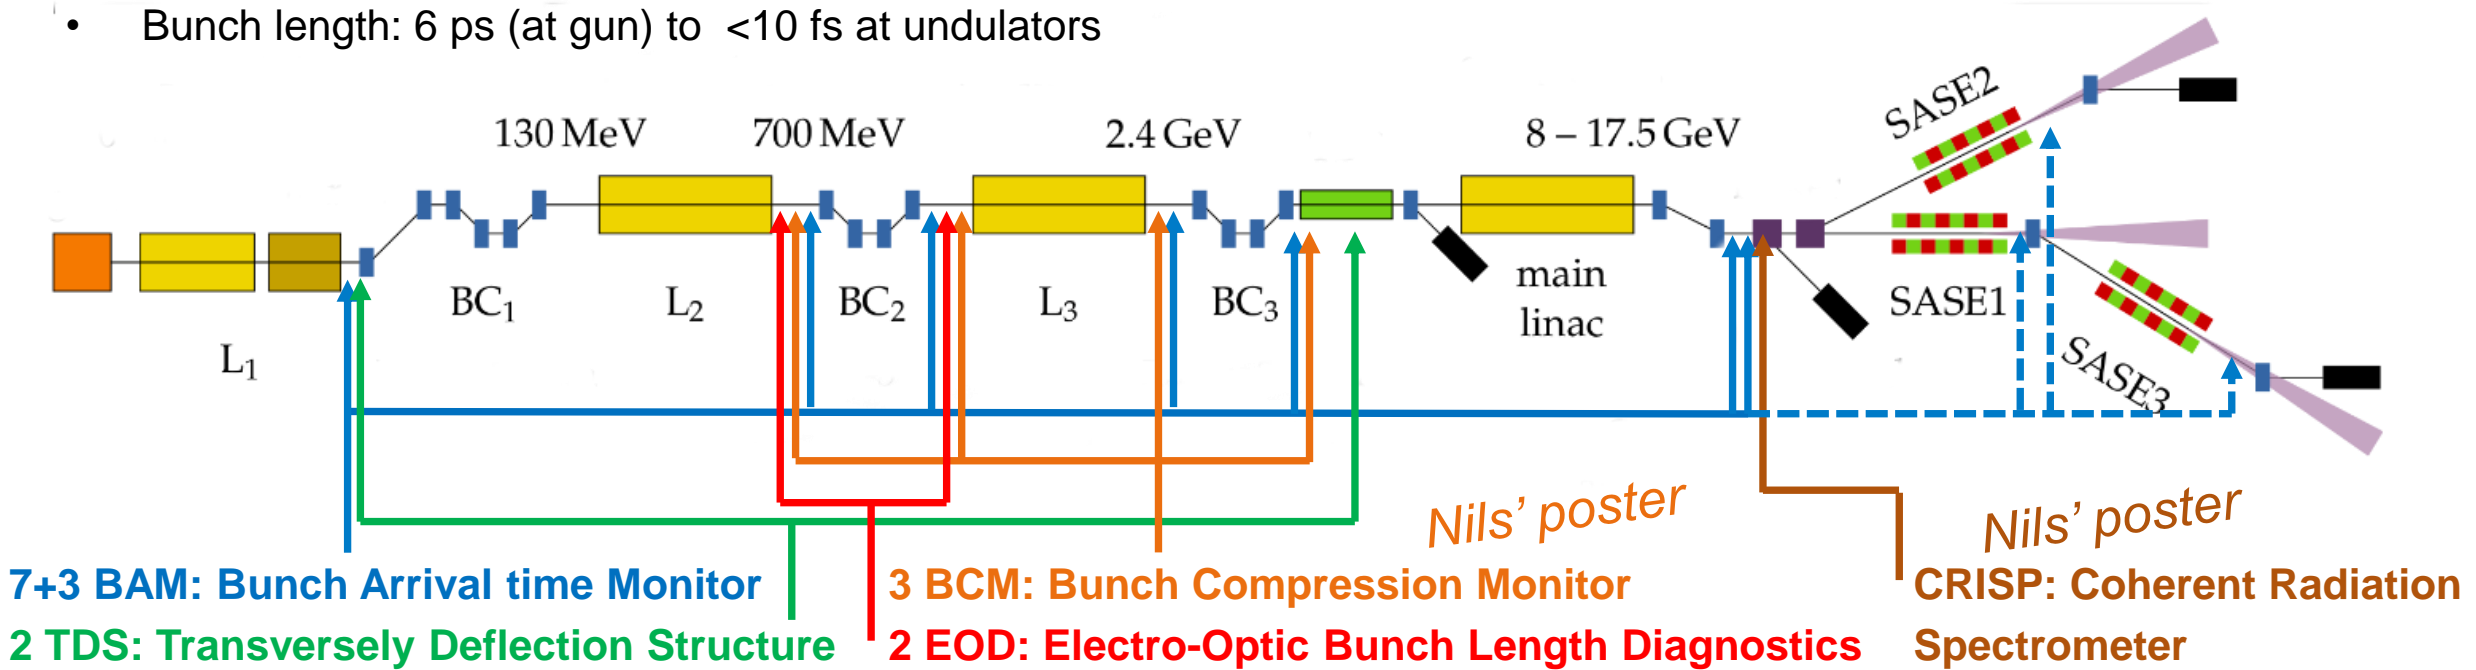 • Bunch length: 6 ps (at gun) to <10 fs at undulators
130 MeV
700 MeV
2.4 GeV
8 – 17.5 GeV
SASE2
L1
BC1
L2
BC2
L3
BC3
main
linac
SASE1
SASE3
Nils’ poster
Nils’ poster
7+3 BAM: Bunch Arrival time Monitor
3 BCM: Bunch Compression Monitor
CRISP: Coherent Radiation
2 TDS: Transversely Deflection Structure
2 EOD: Electro-Optic Bunch Length Diagnostics
Spectrometer